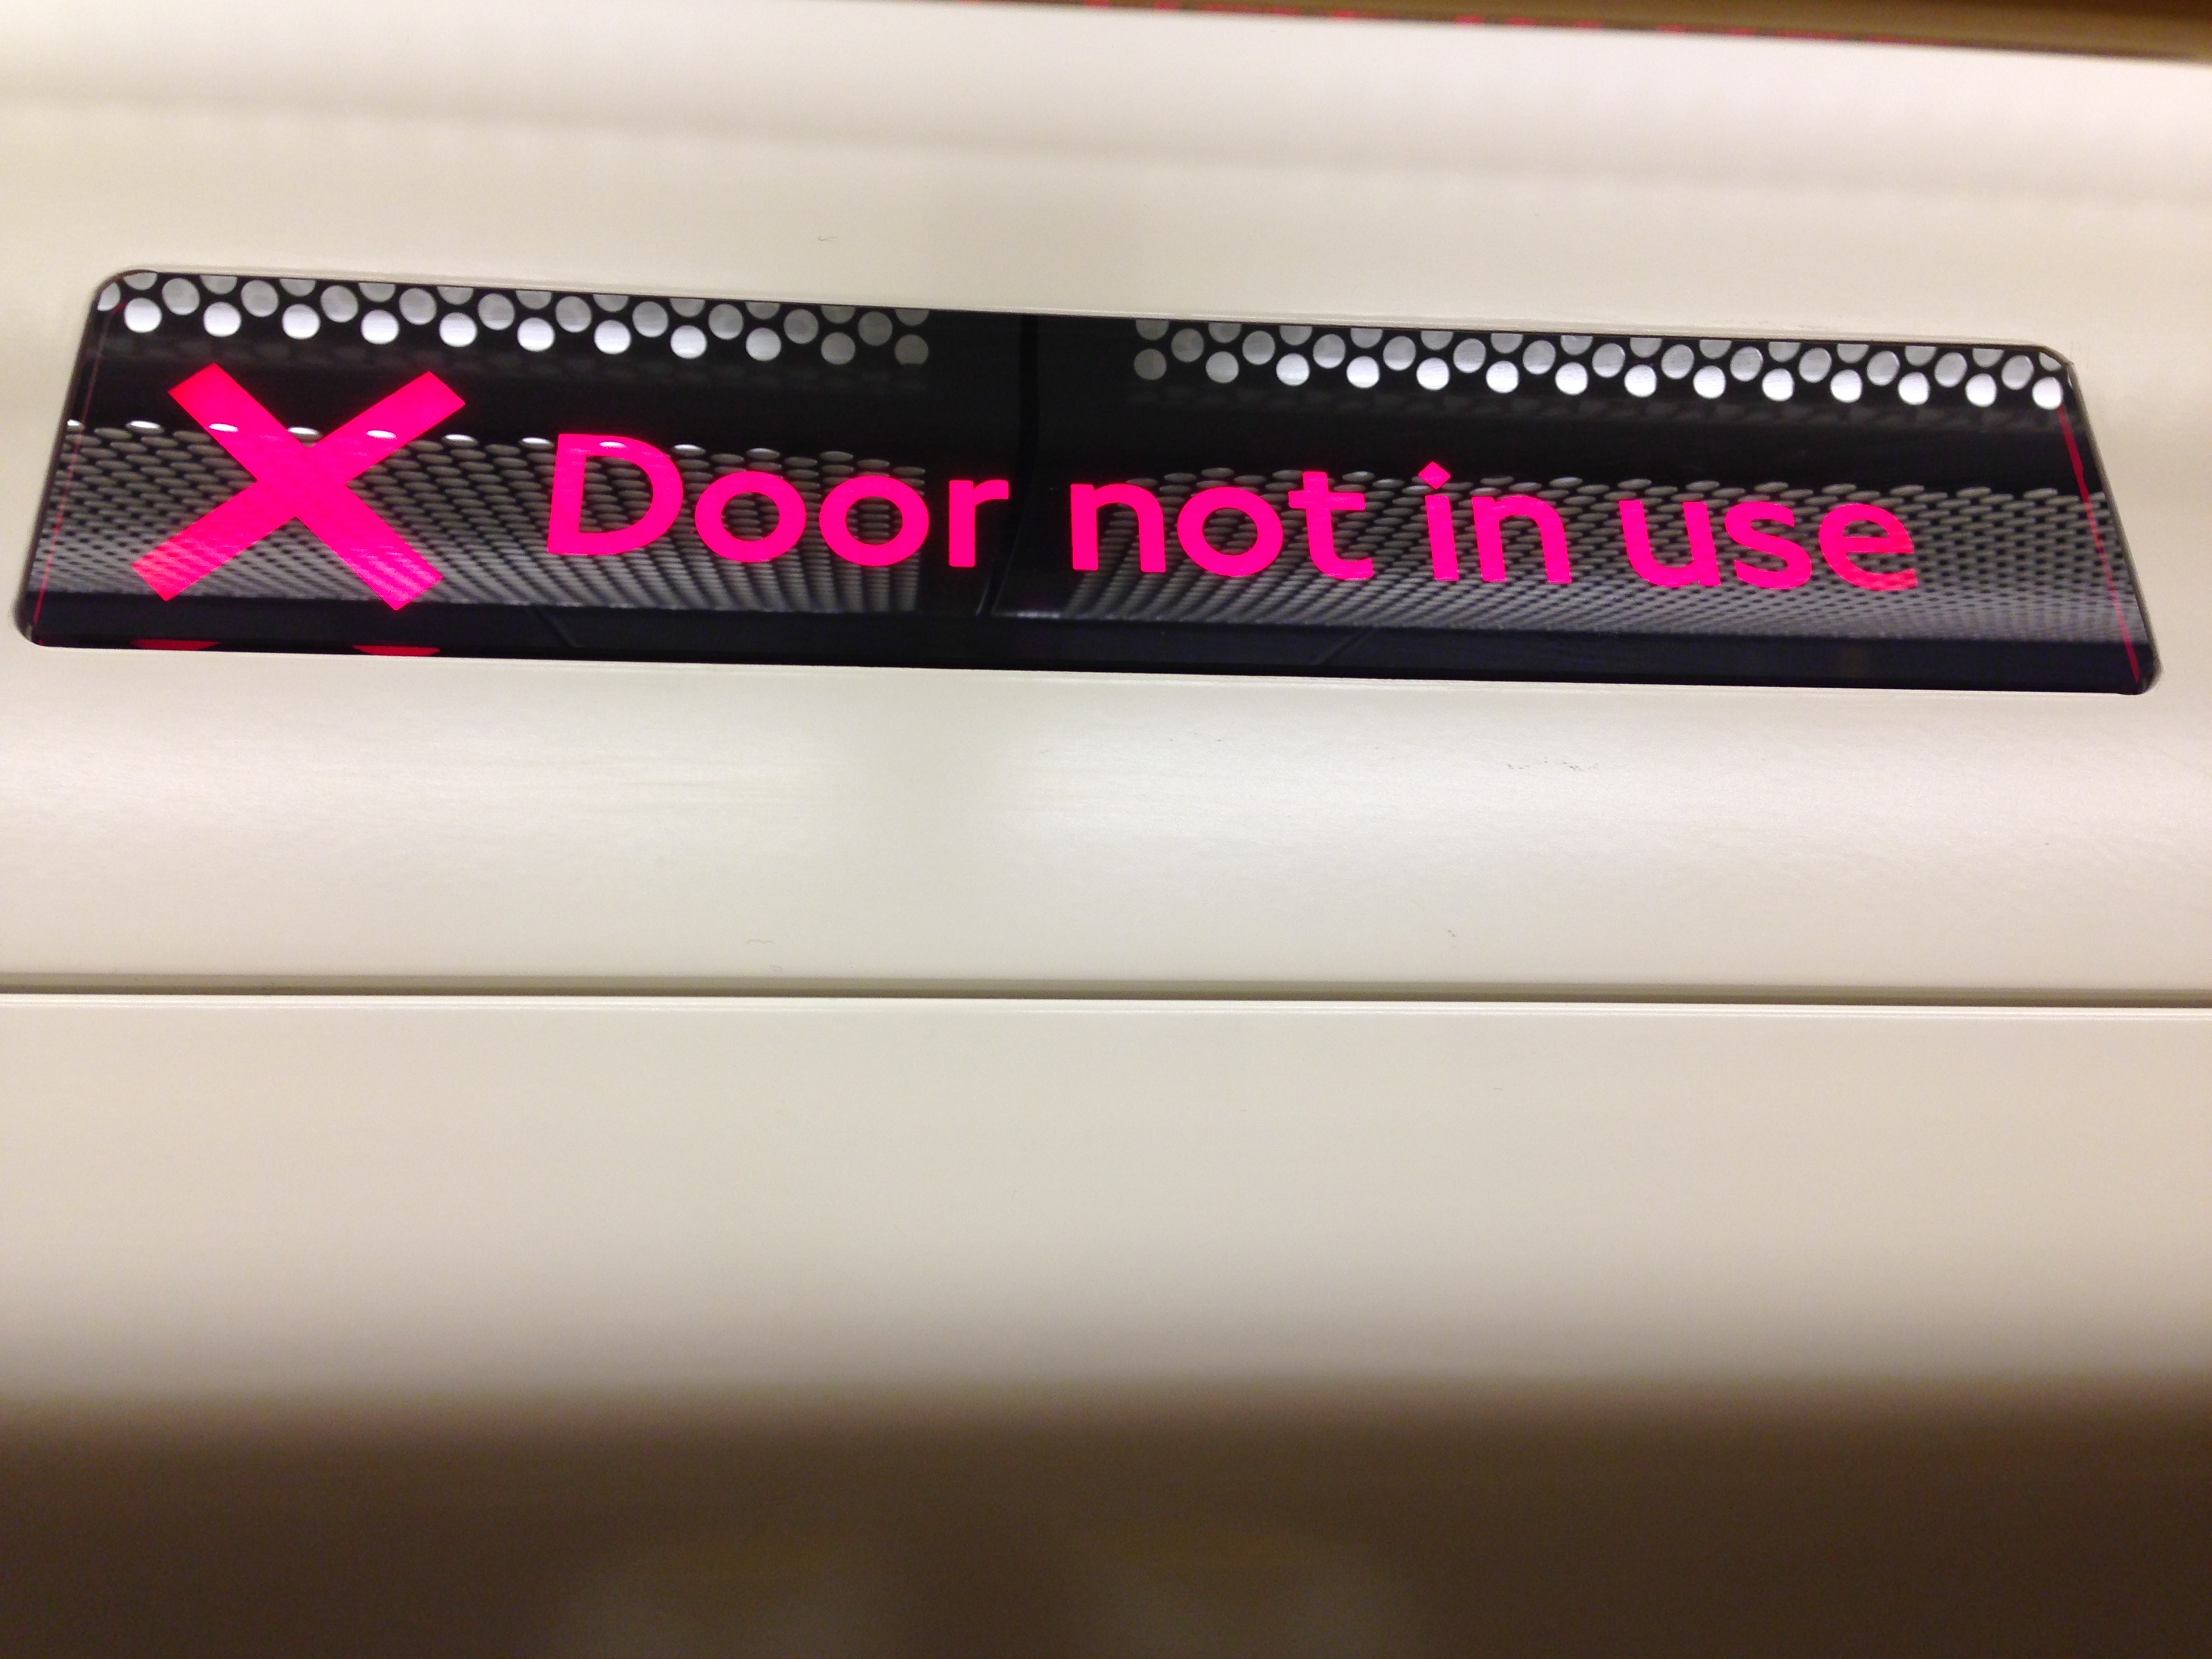 Door not in use